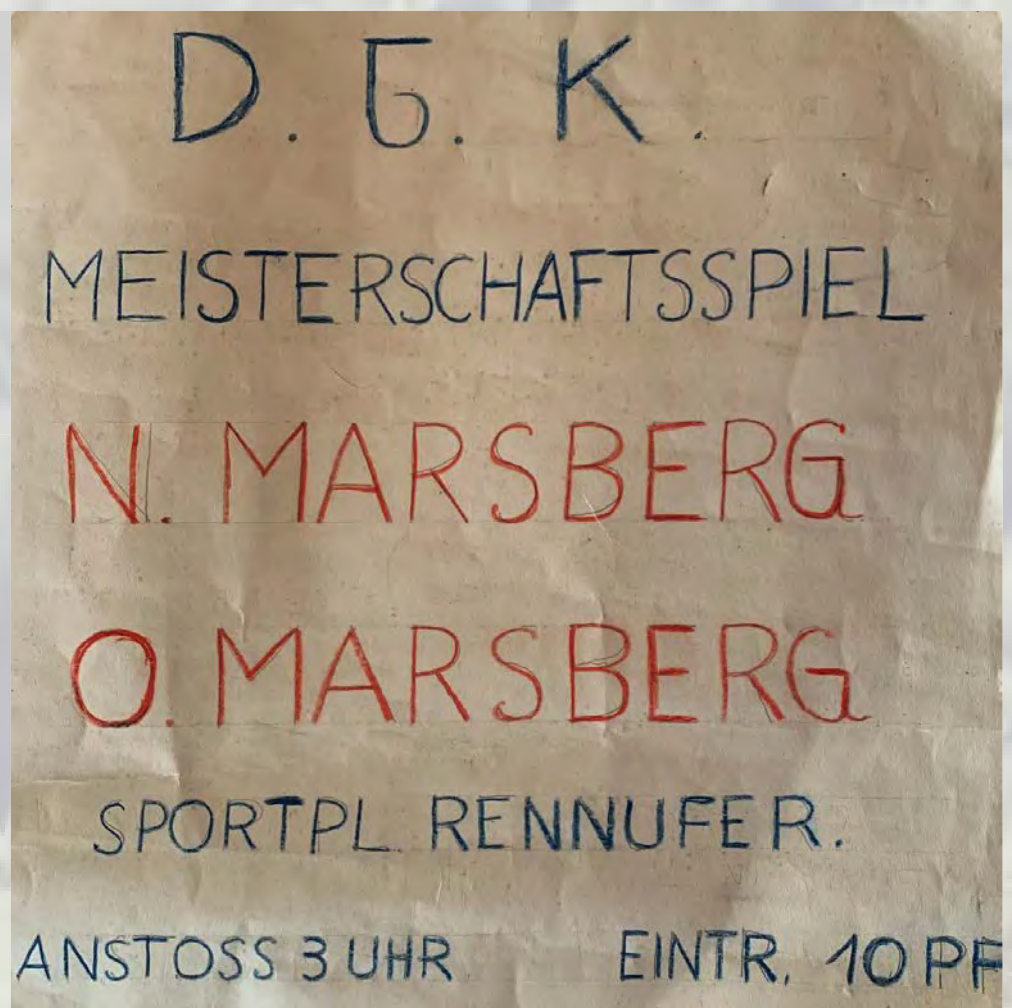 D. J. K.
MEISTERSCHAFTSSPIEL
N. MARSBERG
O. MARSBERG
SPORTPL. RENNUFER.
ANSTOSS 3 UHR EINTR. 10 PF